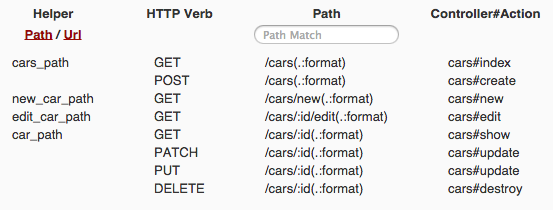 Helper HTTP Verb Path Controller#Action
Path / Url Path Match
cars_path GET /cars(.:format) cars#index
POST /cars(.:format) cars#create
new_car_path GET /cars/new(.:format) cars#new
edit_car_path GET /cars/:id/edit(.:format) cars#edit
car_path GET /cars/:id(.:format) cars#show
PATCH /cars/:id(.:format) cars#update
PUT /cars/:id(.:format) cars#update
DELETE /cars/:id(.:format) cars#destroy